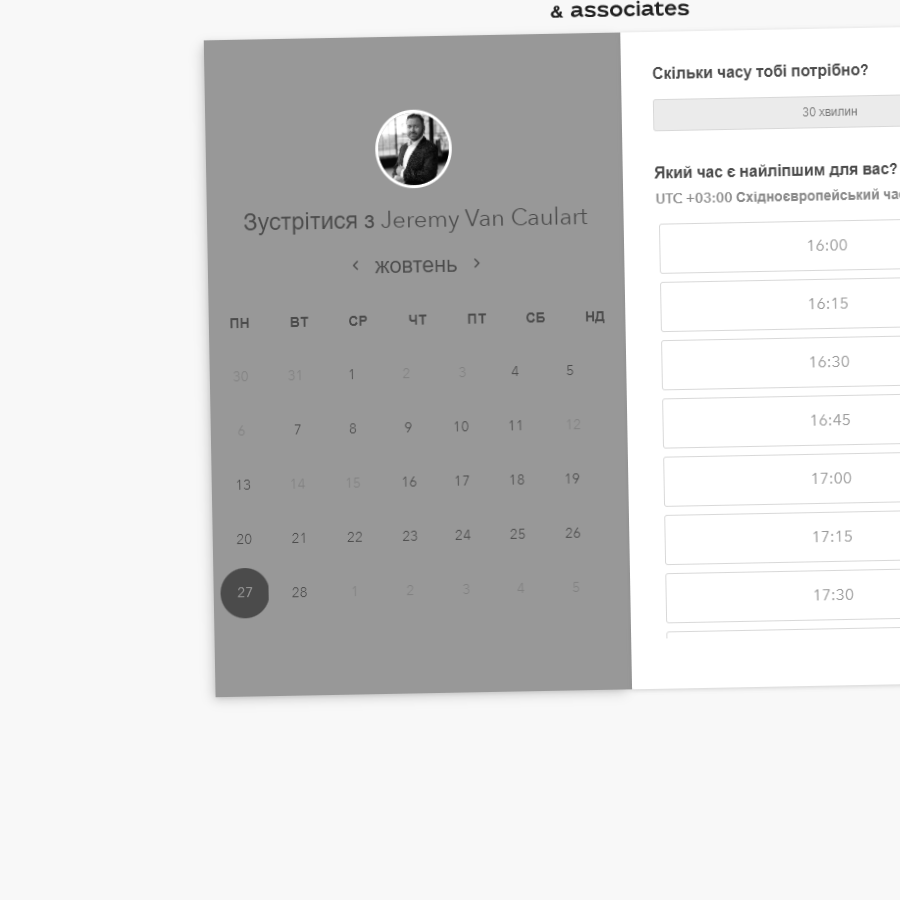 & associates
Зустрітися з Jeremy Van Caulart
‹ жовтень ›
ПН ВТ СР ЧТ ПТ СБ НД
30 31 1 2 3 4 5
6 7 8 9 10 11 12
13 14 15 16 17 18 19
20 21 22 23 24 25 26
27 28 1 2 3 4 5
Скільки часу тобі потрібно?
30 хвилин
Який час є найліпшим для вас?
UTC +03:00 Східноєвропейський
16:00
16:15
16:30
16:45
17:00
17:15
17:30